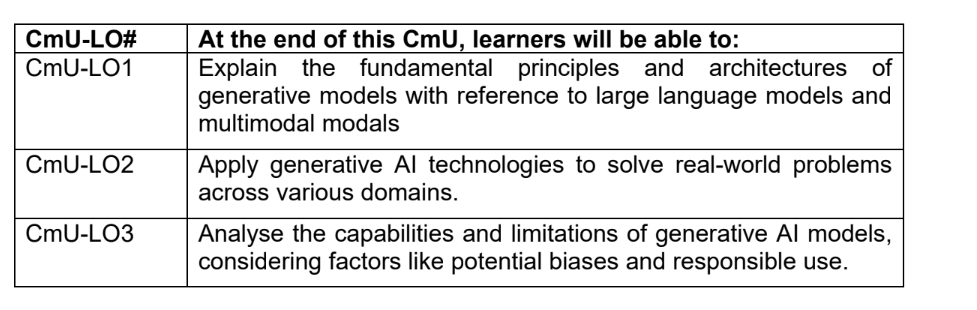 CmU-LO# At the end of this CmU, learners will be able to:
CmU-LO1 Explain the fundamental principles and architectures of
generative models with reference to large language models and
multimodal modals
CmU-LO2 Apply generative AI technologies to solve real-world problems
across various domains.
CmU-LO3 Analyse the capabilities and limitations of generative AI models,
considering factors like potential biases and responsible use.